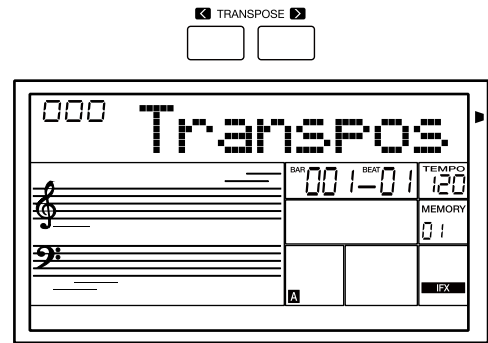 TRANSPOSE
000 Transpos
BAR 001-BEAT 01 TEMPO 120
MEMORY
01
A
IFX